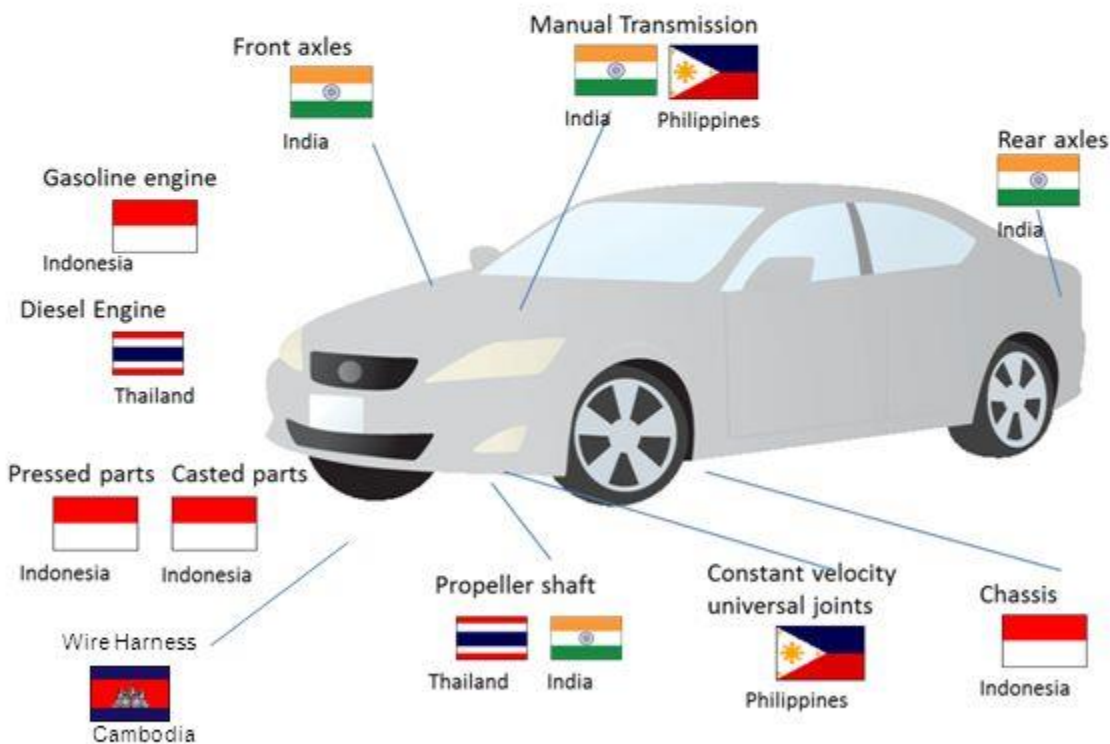 Manual Transmission
Front axles
India
India Philippines
Rear axles
India
Gasoline engine
Indonesia
Diesel Engine
Thailand
Pressed parts Casted parts
Indonesia Indonesia
Wire Harness
Cambodia
Propeller shaft
Thailand India
Constant velocity
universal joints
Philippines
Chassis
Indonesia